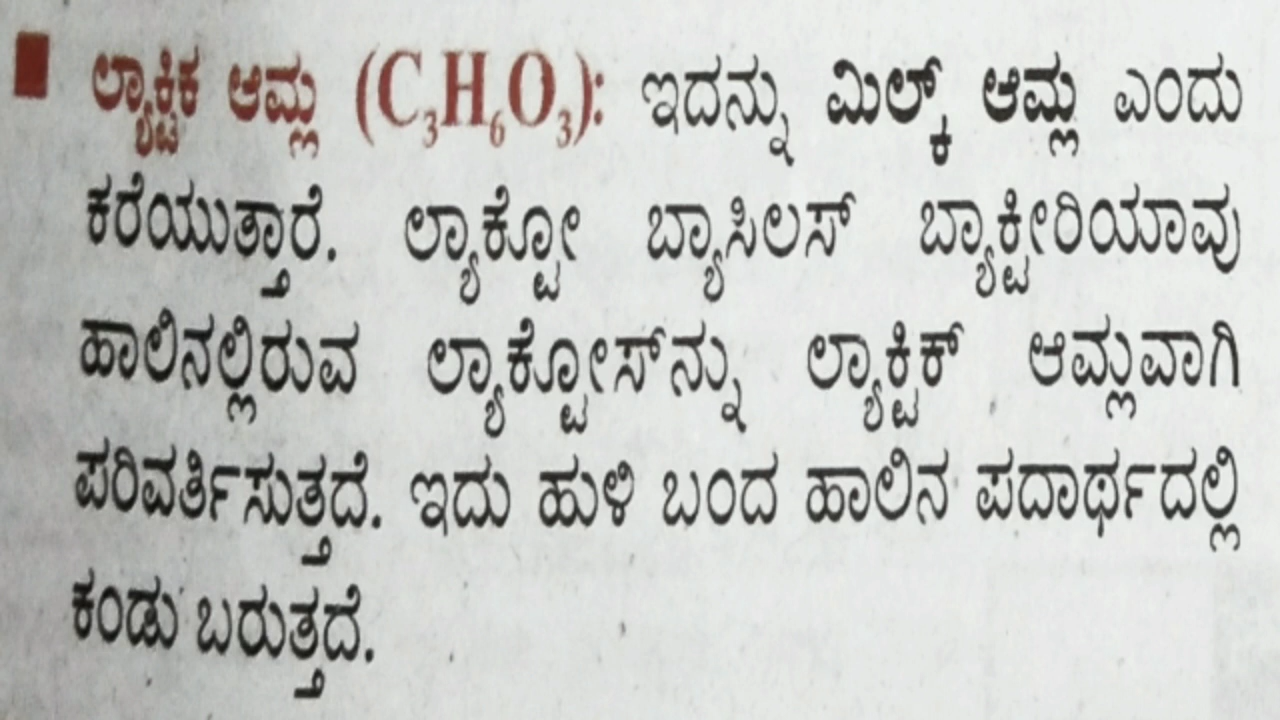 ■ ಲ್ಯಾಕ್ಟಿಕ ಆಮ್ಲ (C₃H₆O₃): ಇದನ್ನು ಮಿಲ್ಕ್ ಆಮ್ಲ ಎಂದು
ಕರೆಯುತ್ತಾರೆ. ಲ್ಯಾಕ್ಟೋ ಬ್ಯಾಸಿಲಸ್ ಬ್ಯಾಕ್ಟೀರಿಯಾವು
ಹಾಲಿನಲ್ಲಿರುವ ಲ್ಯಾಕ್ಟೋಸ್‌ನ್ನು ಲ್ಯಾಕ್ಟಿಕ್ ಆಮ್ಲವಾಗಿ
ಪರಿವರ್ತಿಸುತ್ತದೆ. ಇದು ಹುಳಿ ಬಂದ ಹಾಲಿನ ಪದಾರ್ಥದಲ್ಲಿ
ಕಂಡು ಬರುತ್ತದೆ.